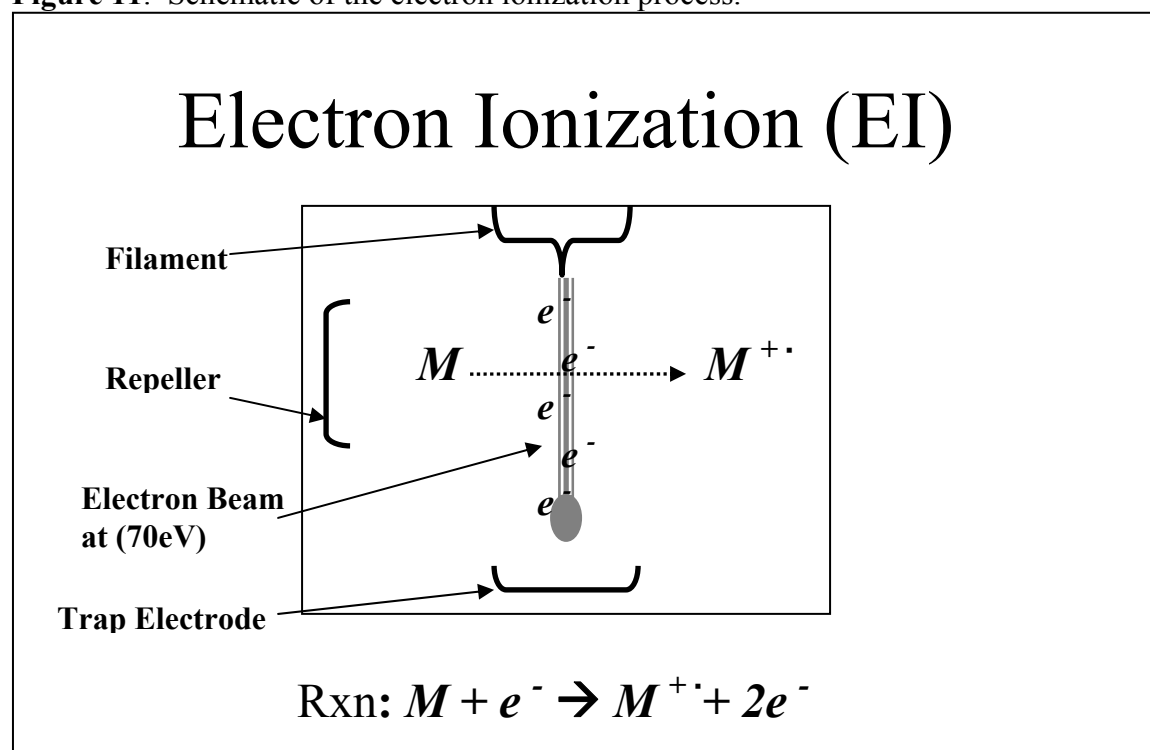 Figure 11. Schematic of the electron ionization process.
Electron Ionization (EI)
Filament
e -
M e - M + ·
Repeller
e -
e -
Electron Beam
at (70eV)
e -
Trap Electrode
Rxn: M + e - → M + · + 2e -